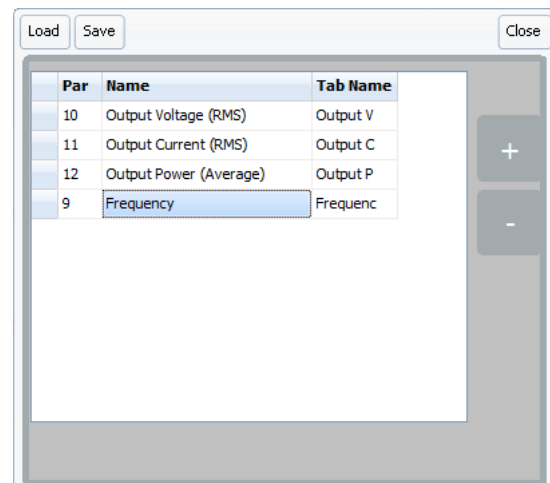 Load Save Close
Par Name Tab Name
10 Output Voltage (RMS) Output V
11 Output Current (RMS) Output C
12 Output Power (Average) Output P
9 Frequency Frequenc
+
-